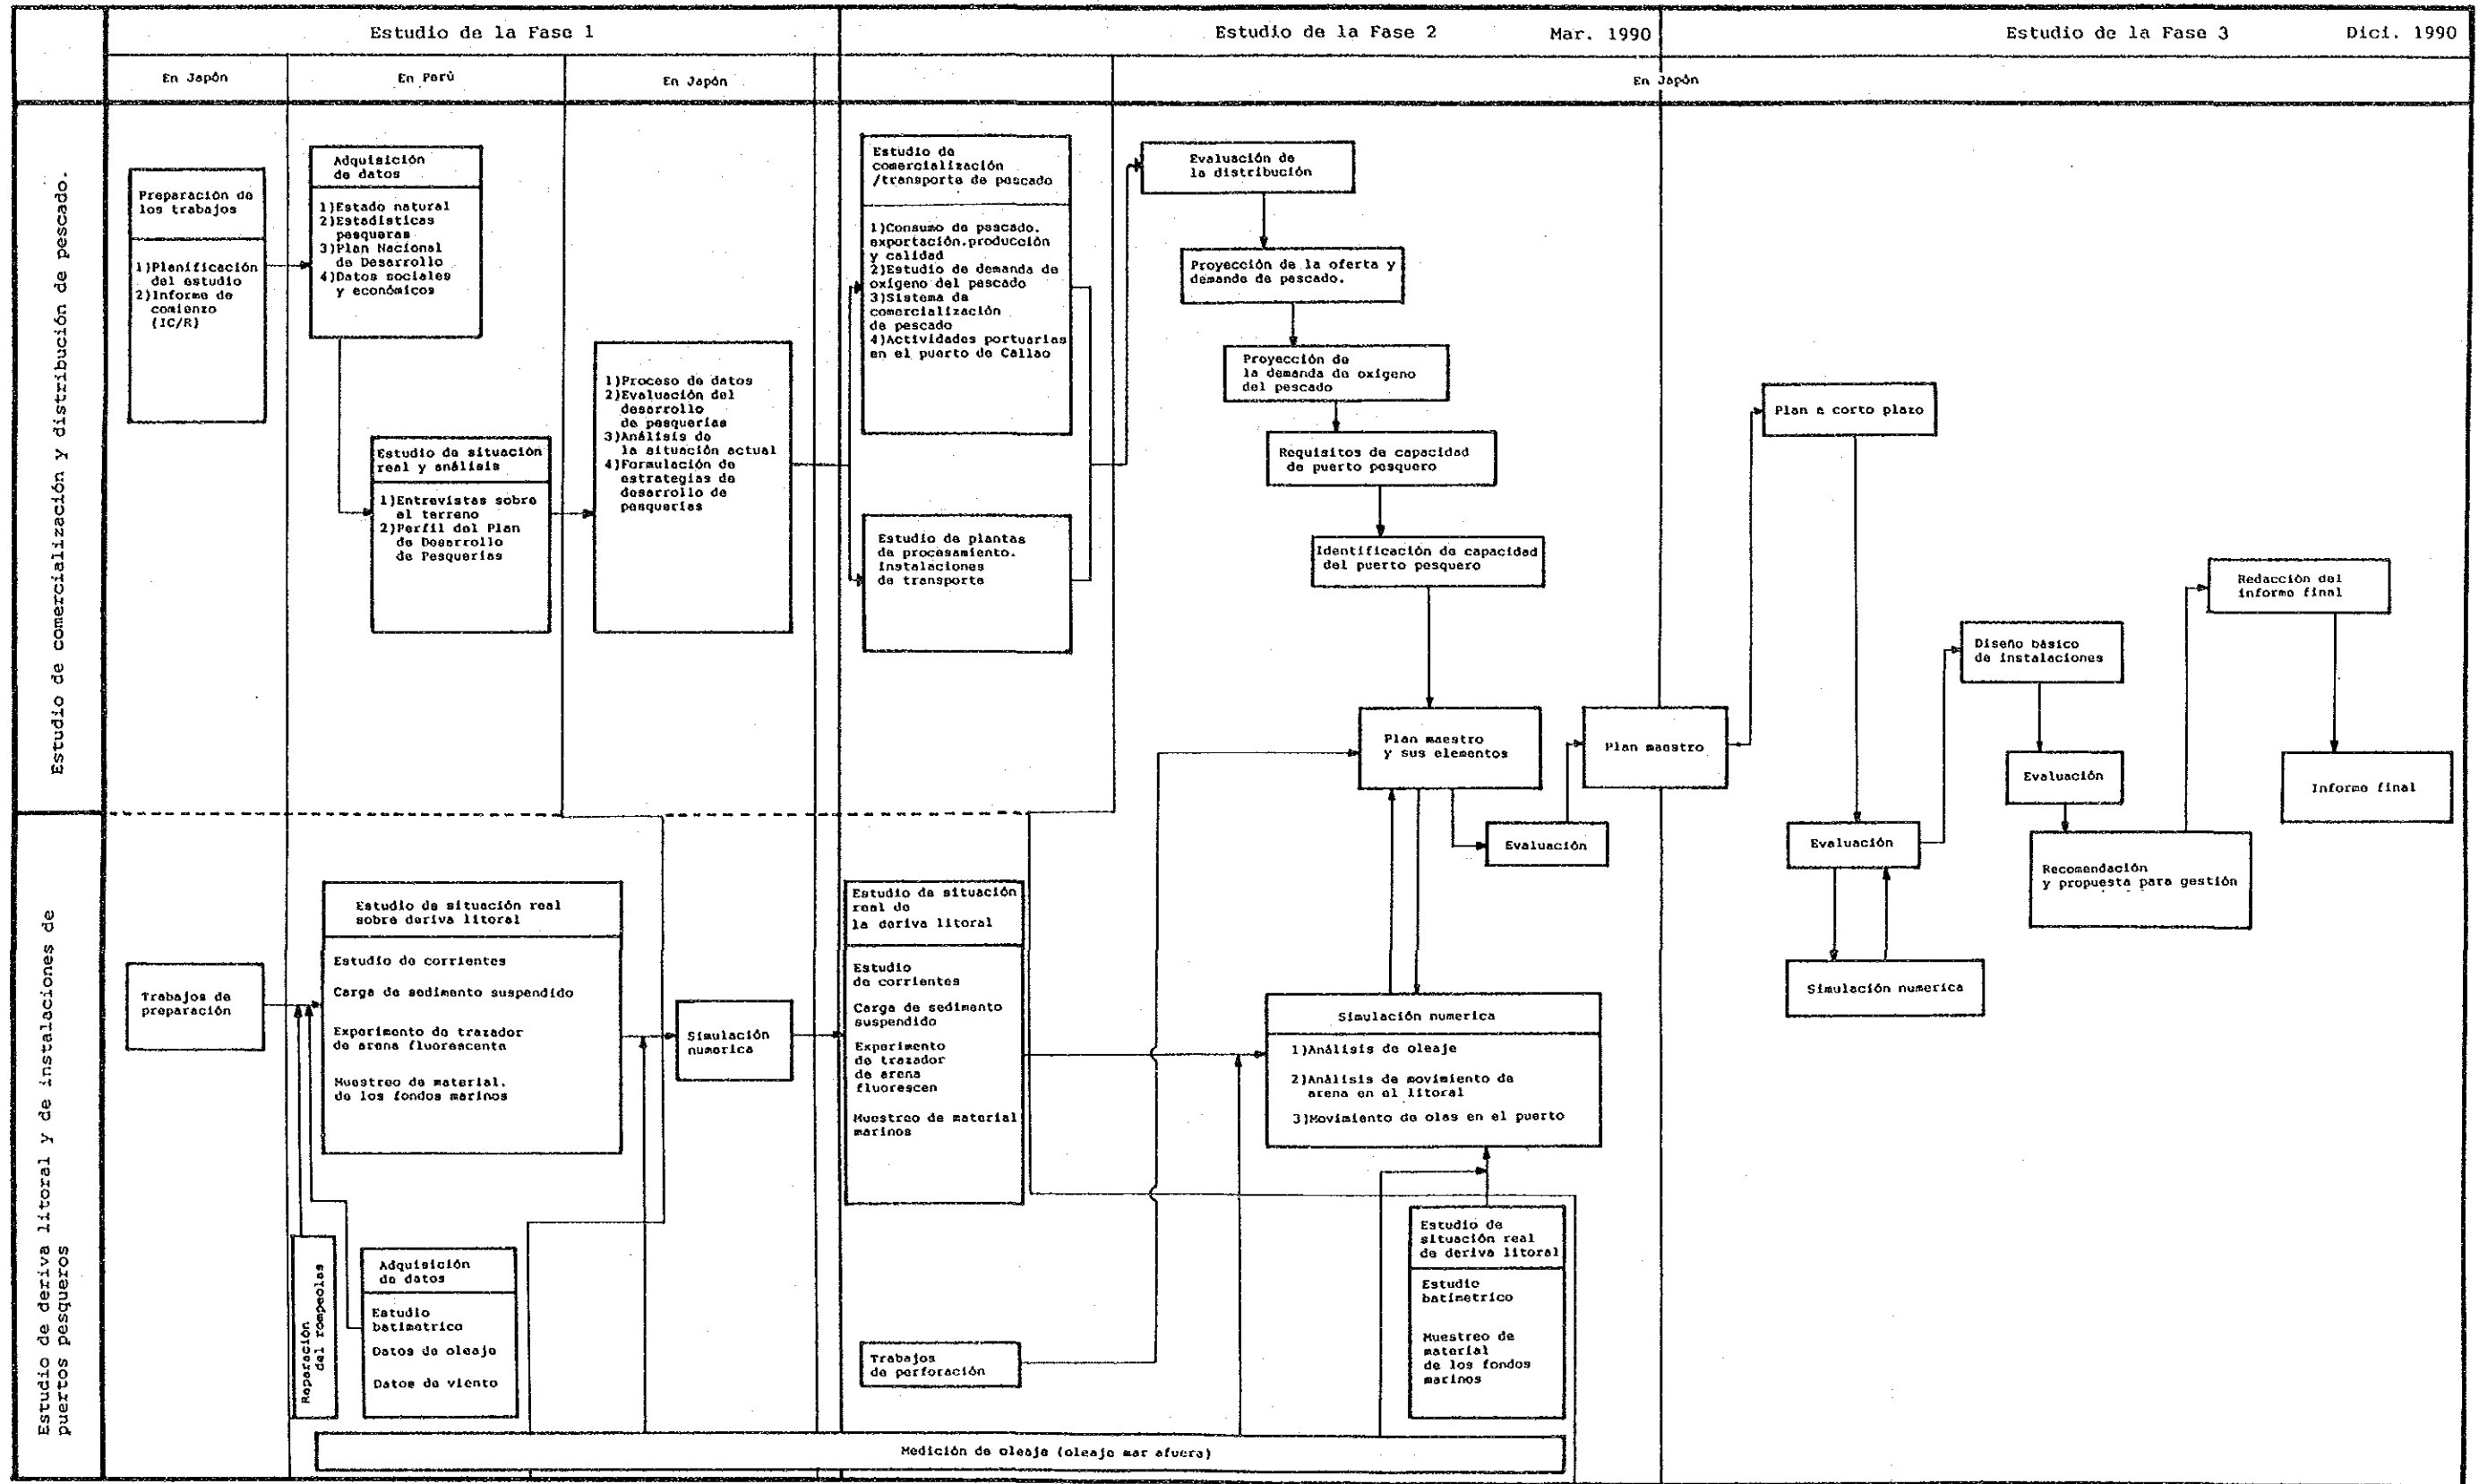 Estudio de la Fase 1
Estudio de la Fase 2
Mar. 1990
Estudio de la Fase 3
Dici. 1990
En Japón
En Perù
En Japón
En Japón
Estudio de comercialización y distribución de pescado.
Preparación de
los trabajos
1)Planificación
del estudio
2)Informe de
comienzo
(IC/R)
Adquisición
de datos
1)Estado natural
2)Estadísticas
pesqueras
3)Plan Nacional
de Desarrollo
4)Datos sociales
y económicos
Estudio de situación
real y análisis
1)Entrevistas sobre
el terreno
2)Perfil del Plan
de Desarrollo
de Pesquerías
1)Proceso de datos
2)Evaluación del
desarrollo
de pesquerías
3)Análisis de
la situación actual
4)Formulación de
estrategias de
desarrollo de
pesquerías
Estudio de
comercialización
/transporte de pescado
1)Consumo de pescado.
exportación.producción
y calidad
2)Estudio de demanda de
oxígeno del pescado
3)Sistema de
comercialización
de pescado
4)Actividades portuarias
en el puerto de Callao
Estudio de plantas
de procesamiento.
instalaciones
de transporte
Evaluación de
la distribución
Proyección de la oferta y
demande de pescado.
Proyección de
la demanda de oxígeno
del pescado
Requisitos de capacidad
de puerto pesquero
Identificación de capacidad
del puerto pesquero
Plan maestro
y sus elementos
Evaluación
Plan maestro
Plan a corto plazo
Evaluación
Simulación numerica
Diseño básico
de instalaciones
Evaluación
Recomendación
y propuesta para gestión
Redacción del
informe final
Informe final
Estudio de deriva litoral y de instalaciones de
puertos pesqueros
Trabajos de
preparación
Estudio de situación real
sobre deriva litoral
Estudio de corrientes
Carga de sedimento suspendido
Experimento de trazador
de arena fluorescente
Muestreo de material.
de los fondos marinos
Reparación
del rompeolas
Adquisición
de datos
Estudio
batimetrico
Datos de oleaje
Datos de viento
Simulación
numerica
Estudio de situación
real de
la deriva litoral
Estudio
de corrientes
Carga de sedimento
suspendido
Experimento
de trazador
de arena
fluorescen
Muestreo de material
marinos
Trabajos
de perforación
Simulación numerica
1)Análisis de oleaje
2)Análisis de movimiento de
arena en el litoral
3)Movimiento de olas en el puerto
Estudio de
situación real
de deriva litoral
Estudio
batimetrico
Muestreo de
material
de los fondos
marinos
Medición de oleaje (oleaje mar afuera)